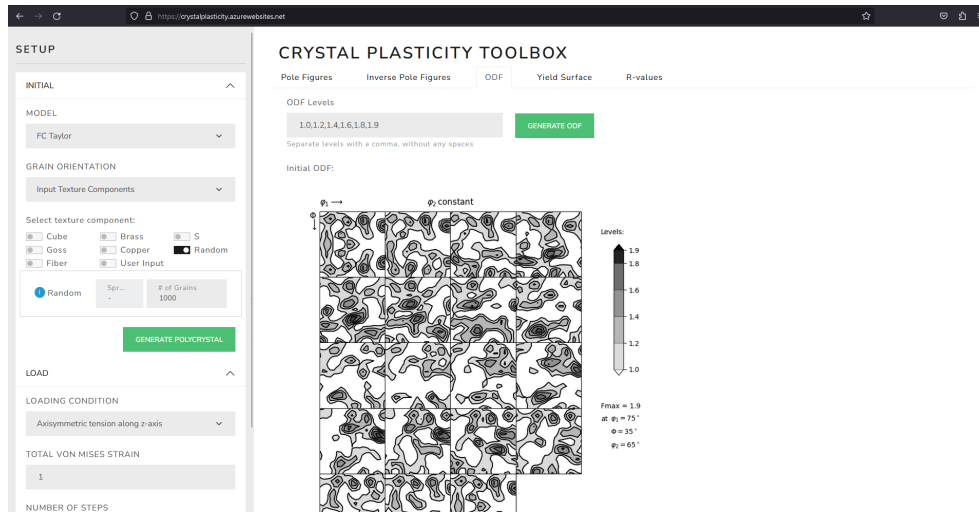 https://crystalplasticity.azurewebsites.net
SETUP
INITIAL
MODEL
FC Taylor
GRAIN ORIENTATION
Input Texture Components
Select texture component:
Cube
Brass
S
Goss
Copper
Random
Fiber
User Input
Random
Spr...
-
# of Grains
1000
GENERATE POLYCRYSTAL
LOAD
LOADING CONDITION
Axisymmetric tension along z-axis
TOTAL VON MISES STRAIN
1
NUMBER OF STEPS
CRYSTAL PLASTICITY TOOLBOX
Pole Figures
Inverse Pole Figures
ODF
Yield Surface
R-values
ODF Levels
1.0,1.2,1.4,1.6,1.8,1.9
GENERATE ODF
Separate levels with a comma, without any spaces
Initial ODF:
φ₁ →
φ₂ constant
Φ
↓
Levels:
1.9
1.8
1.6
1.4
1.2
1.0
Fmax = 1.9
at φ₁ = 75°
Φ = 35°
φ₂ = 65°